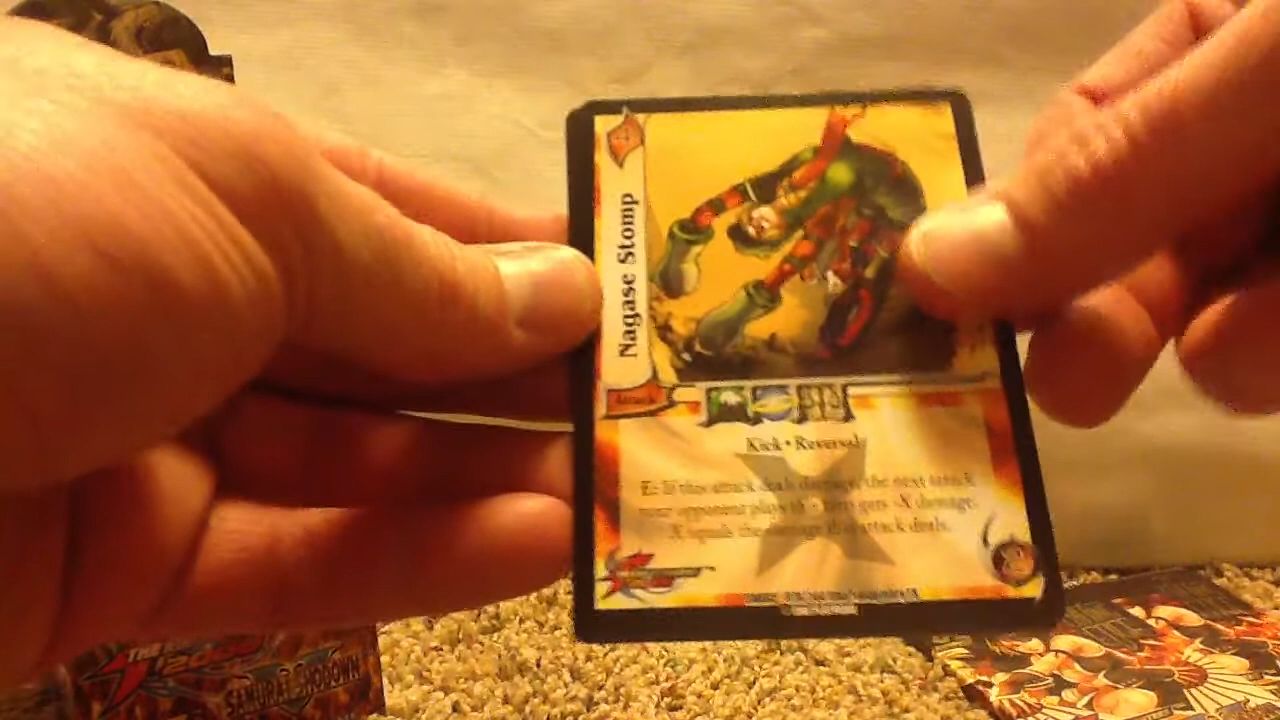 Nagase Stomp
Attack
Kick • Reversal
E: If this attack deals damage, the next attack
your opponent plays this turn gets -X damage.
X equals the damage this attack deals.
THE
SAMURAI SHODOWN